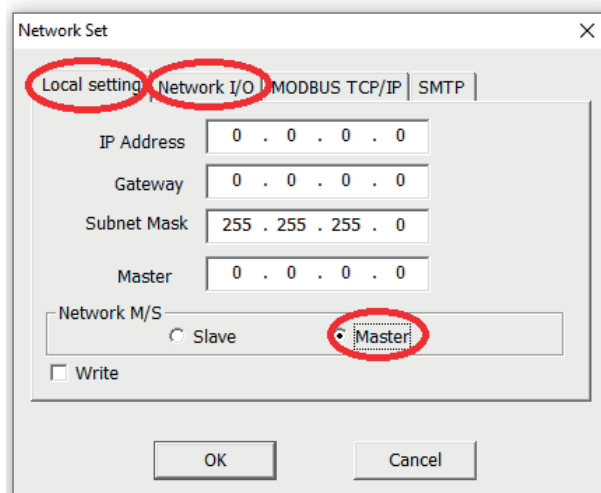 Network Set
Local setting Network I/O MODBUS TCP/IP SMTP
IP Address 0 . 0 . 0 . 0
Gateway 0 . 0 . 0 . 0
Subnet Mask 255 . 255 . 255 . 0
Master 0 . 0 . 0 . 0
Network M/S
Slave Master
Write
OK Cancel